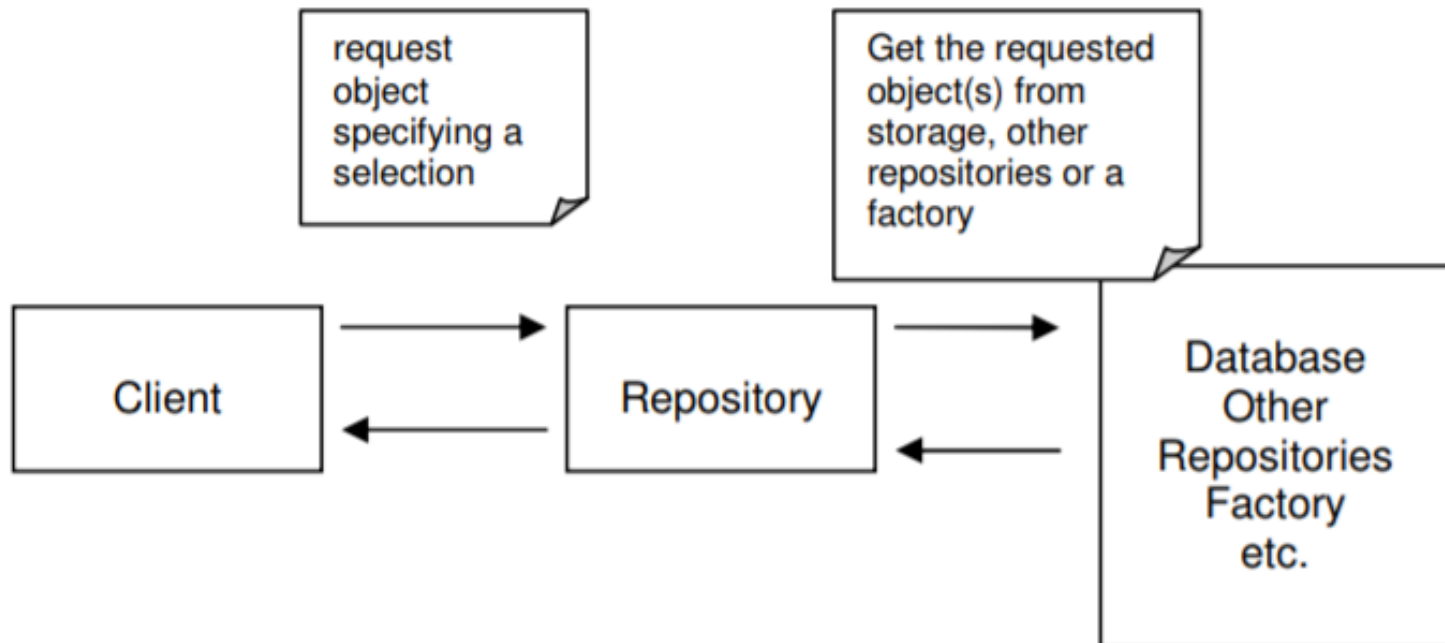 request
object
specifying a
selection
Get the requested
object(s) from
storage, other
repositories or a
factory
Client
Repository
Database
Other
Repositories
Factory
etc.